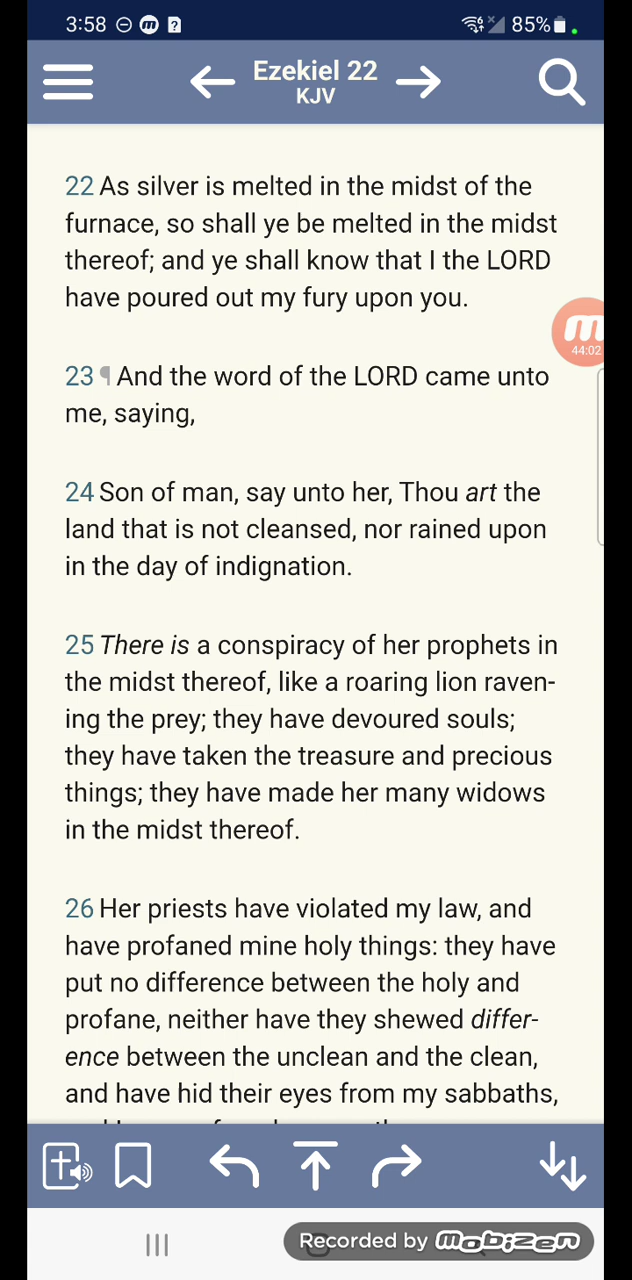 3:58 85%
Ezekiel 22
KJV
22 As silver is melted in the midst of the
furnace, so shall ye be melted in the midst
thereof; and ye shall know that I the LORD
have poured out my fury upon you.
44:02
23 ¶ And the word of the LORD came unto
me, saying,
24 Son of man, say unto her, Thou art the
land that is not cleansed, nor rained upon
in the day of indignation.
25 There is a conspiracy of her prophets in
the midst thereof, like a roaring lion raven-
ing the prey; they have devoured souls;
they have taken the treasure and precious
things; they have made her many widows
in the midst thereof.
26 Her priests have violated my law, and
have profaned mine holy things: they have
put no difference between the holy and
profane, neither have they shewed differ-
ence between the unclean and the clean,
and have hid their eyes from my sabbaths,
Recorded by mobizen